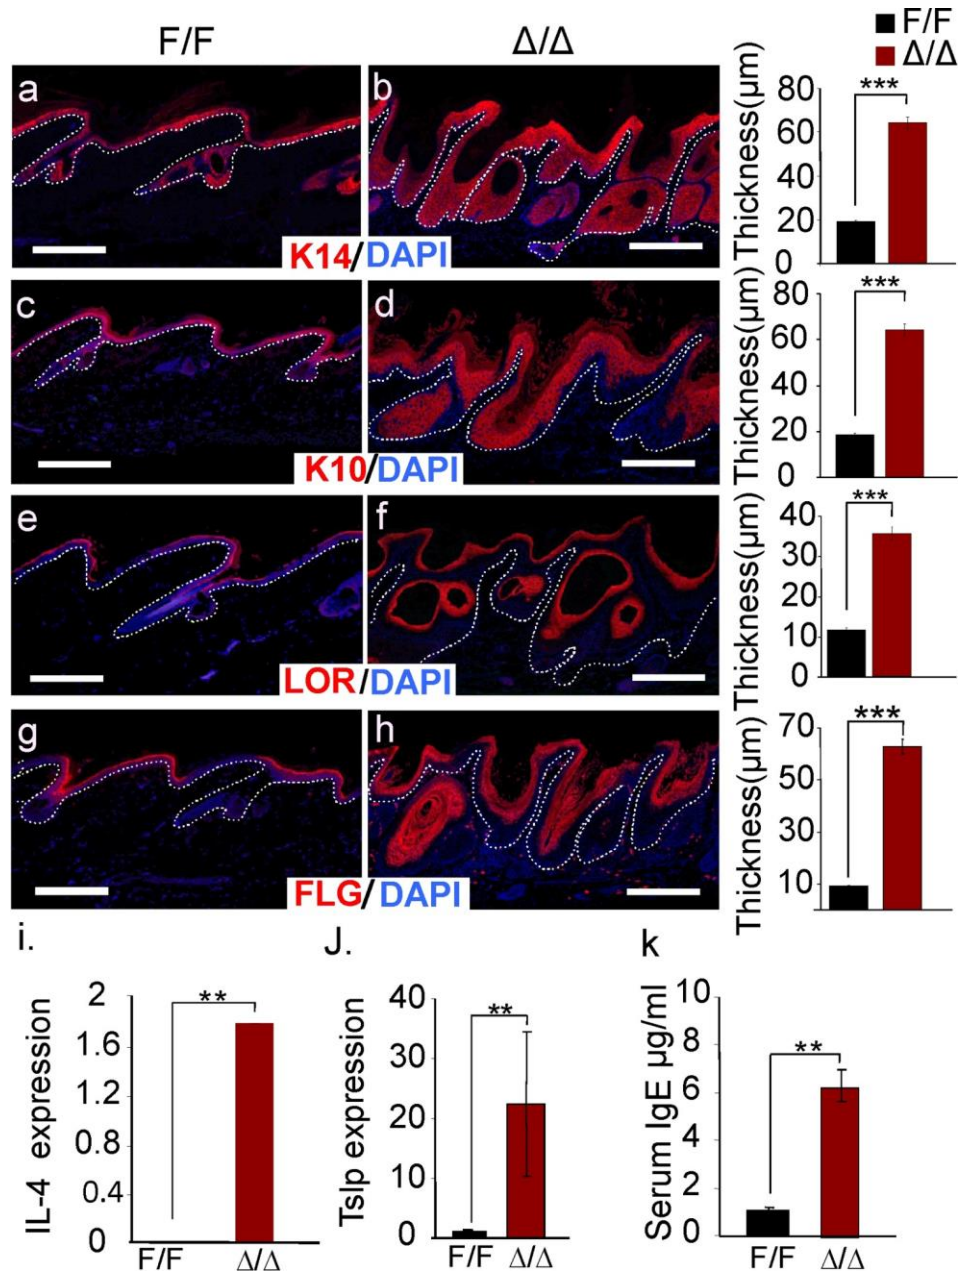 F/F
Δ/Δ
F/F
Δ/Δ
a
b
K14/DAPI
Thickness(μm)
80
60
40
20
0
***
c
d
K10/DAPI
Thickness(μm)
80
60
40
20
0
***
e
f
LOR/DAPI
Thickness(μm)
40
30
20
10
0
***
g
h
FLG/DAPI
Thickness(μm)
70
50
30
10
***
i.
IL-4 expression
2
1.6
1.2
0.8
0.4
0
**
F/F
Δ/Δ
J.
Tslp expression
40
30
20
10
0
**
F/F
Δ/Δ
k
Serum IgE μg/ml
10
8
6
4
2
0
**
F/F
Δ/Δ